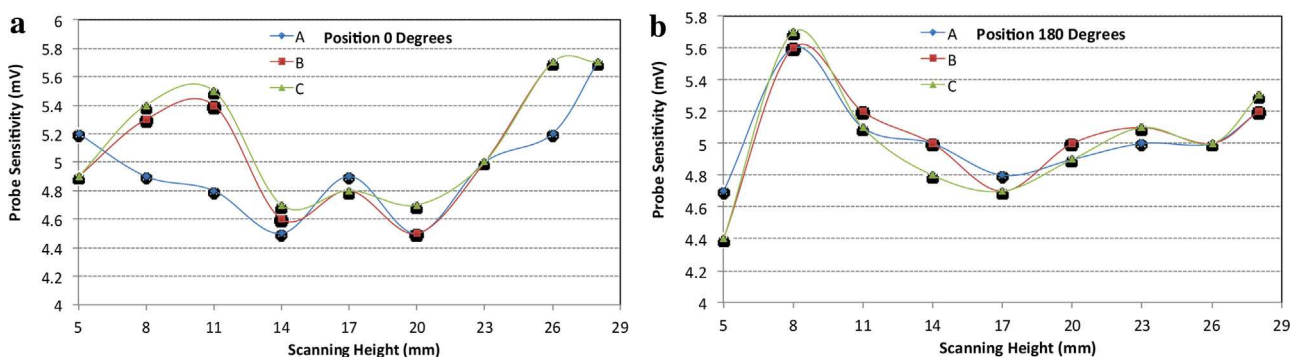 a
Probe Sensitivity (mV)
6
5.8
5.6
5.4
5.2
5
4.8
4.6
4.4
4.2
4
A Position 0 Degrees
B
C
5 8 11 14 17 20 23 26 29
Scanning Height (mm)
b
Probe Sensitivity (mV)
5.8
5.6
5.4
5.2
5
4.8
4.6
4.4
4.2
4
A Position 180 Degrees
B
C
5 8 11 14 17 20 23 26 29
Scanning Height (mm)